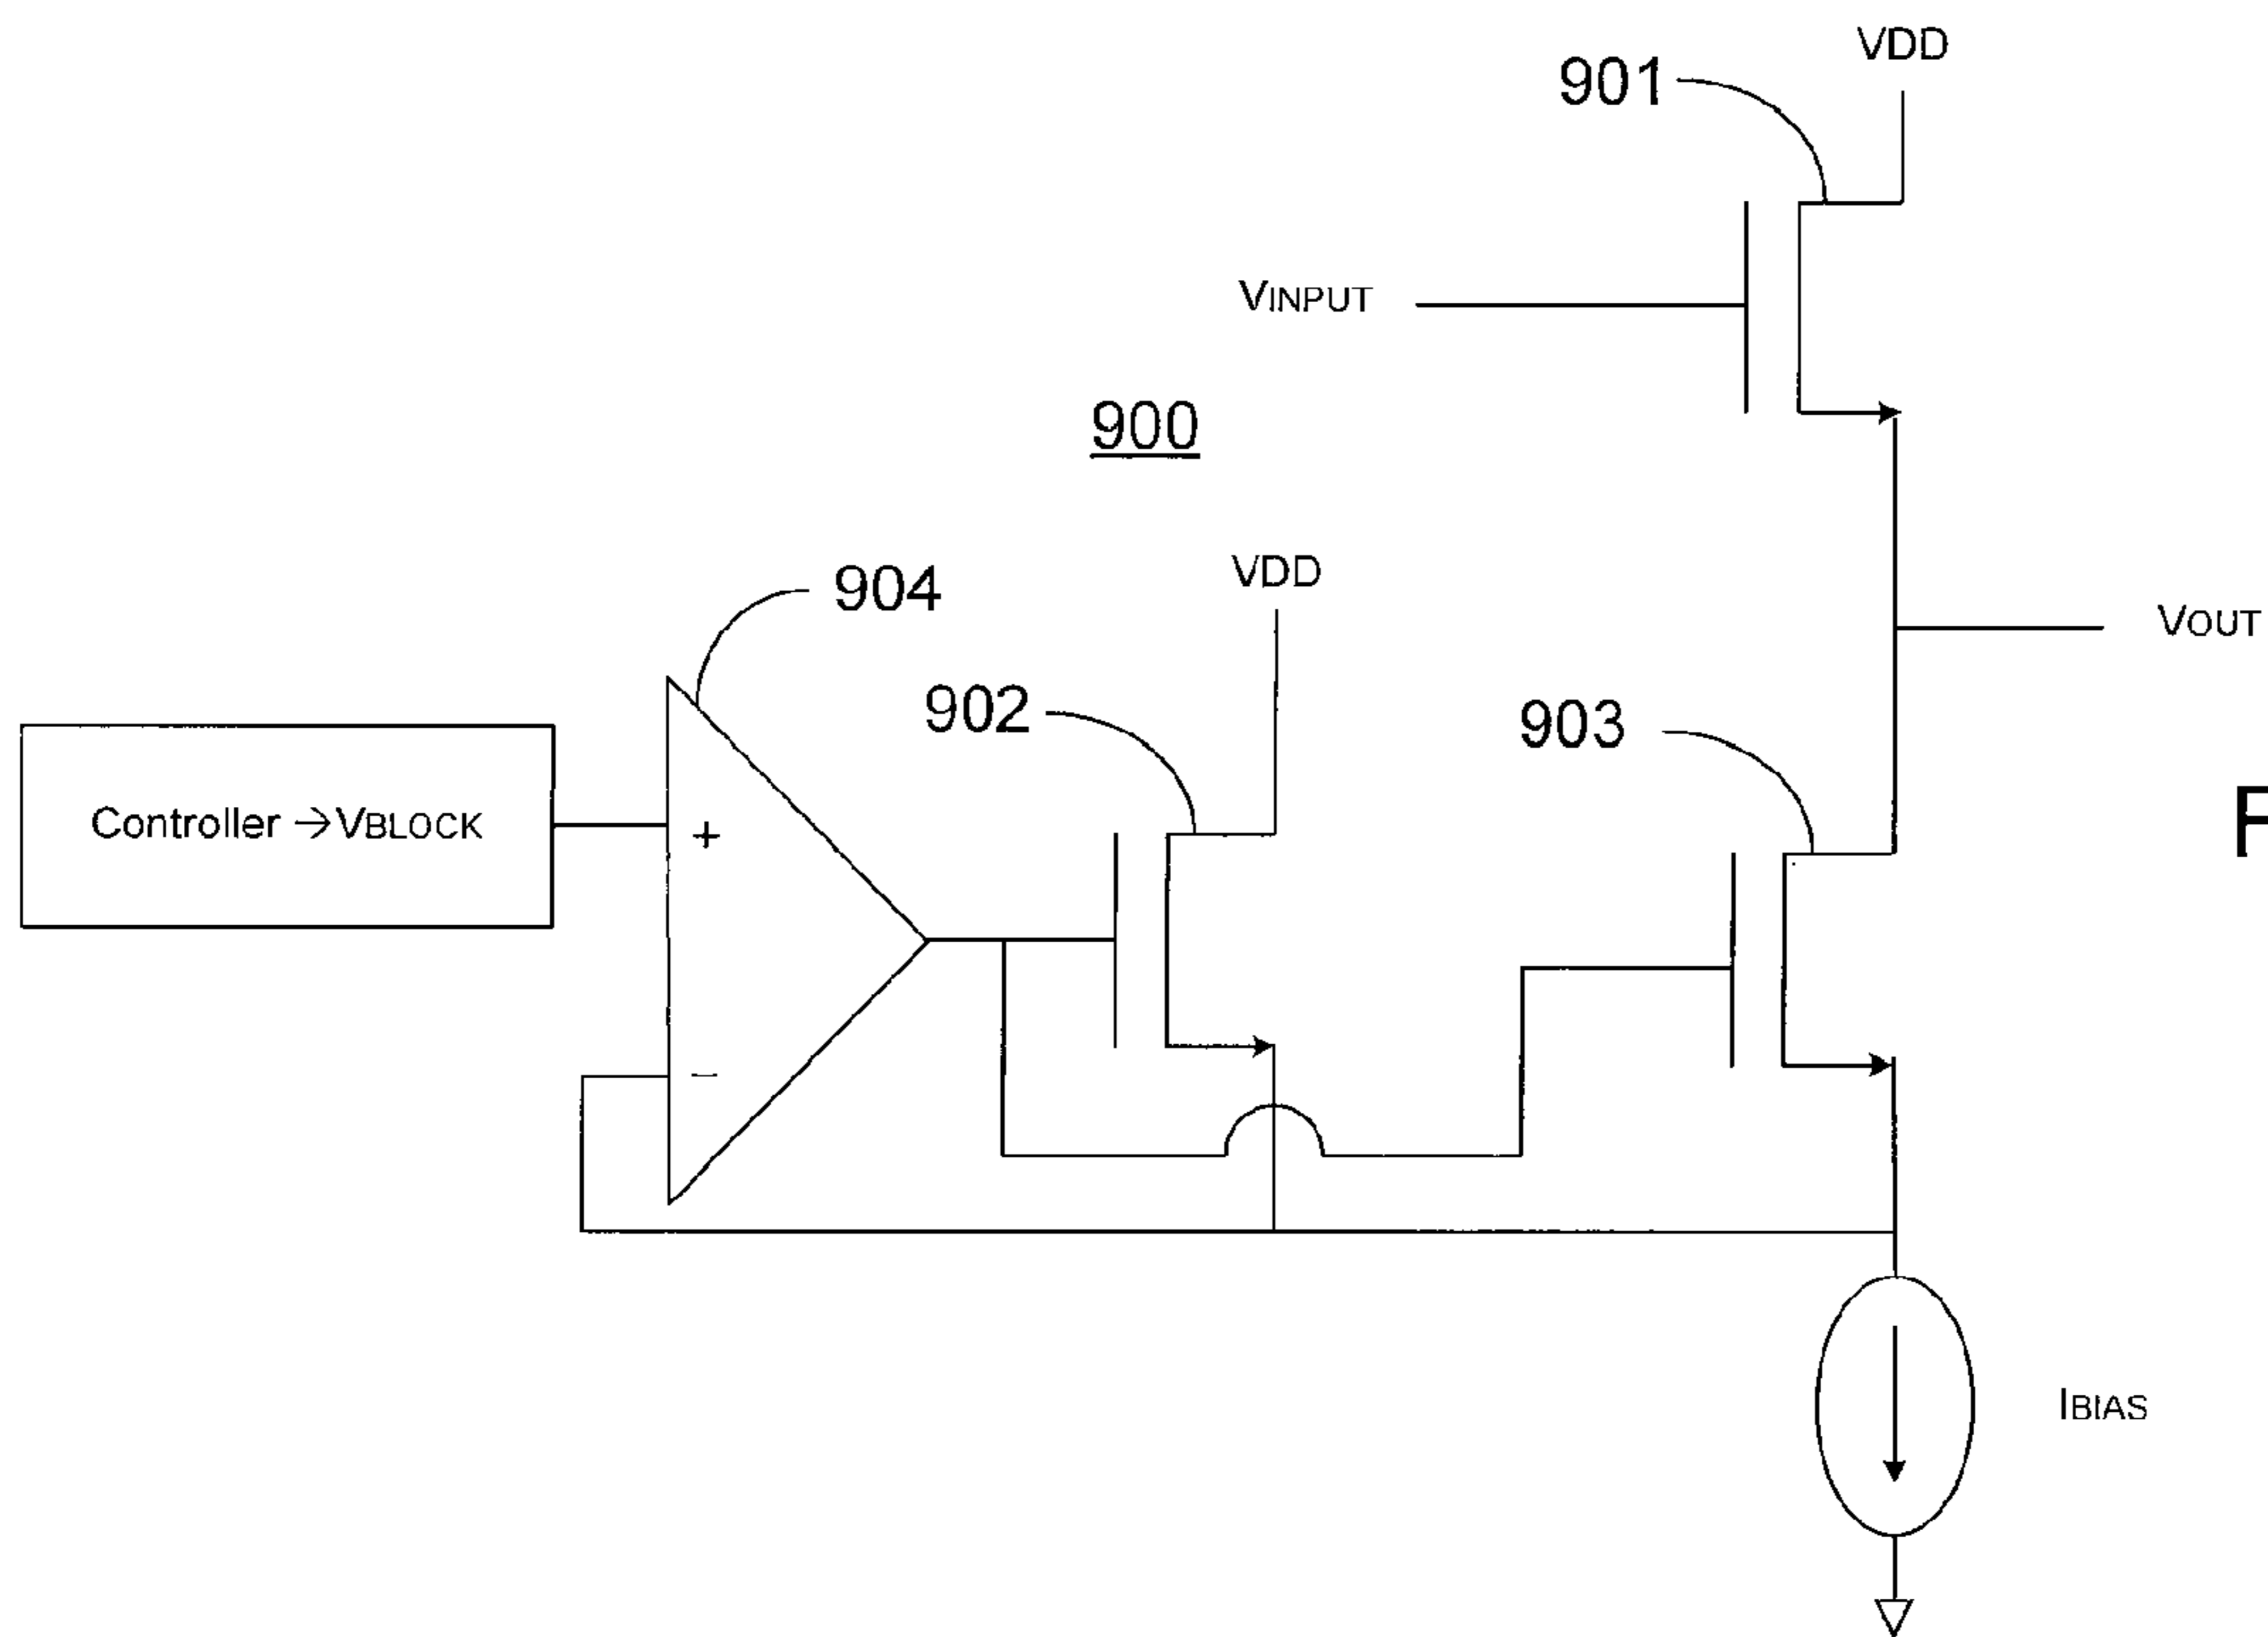 VDD
901
VINPUT
900
VDD
904
VOUT
902
903
Controller → VBLOCK
F
+
−
IBIAS